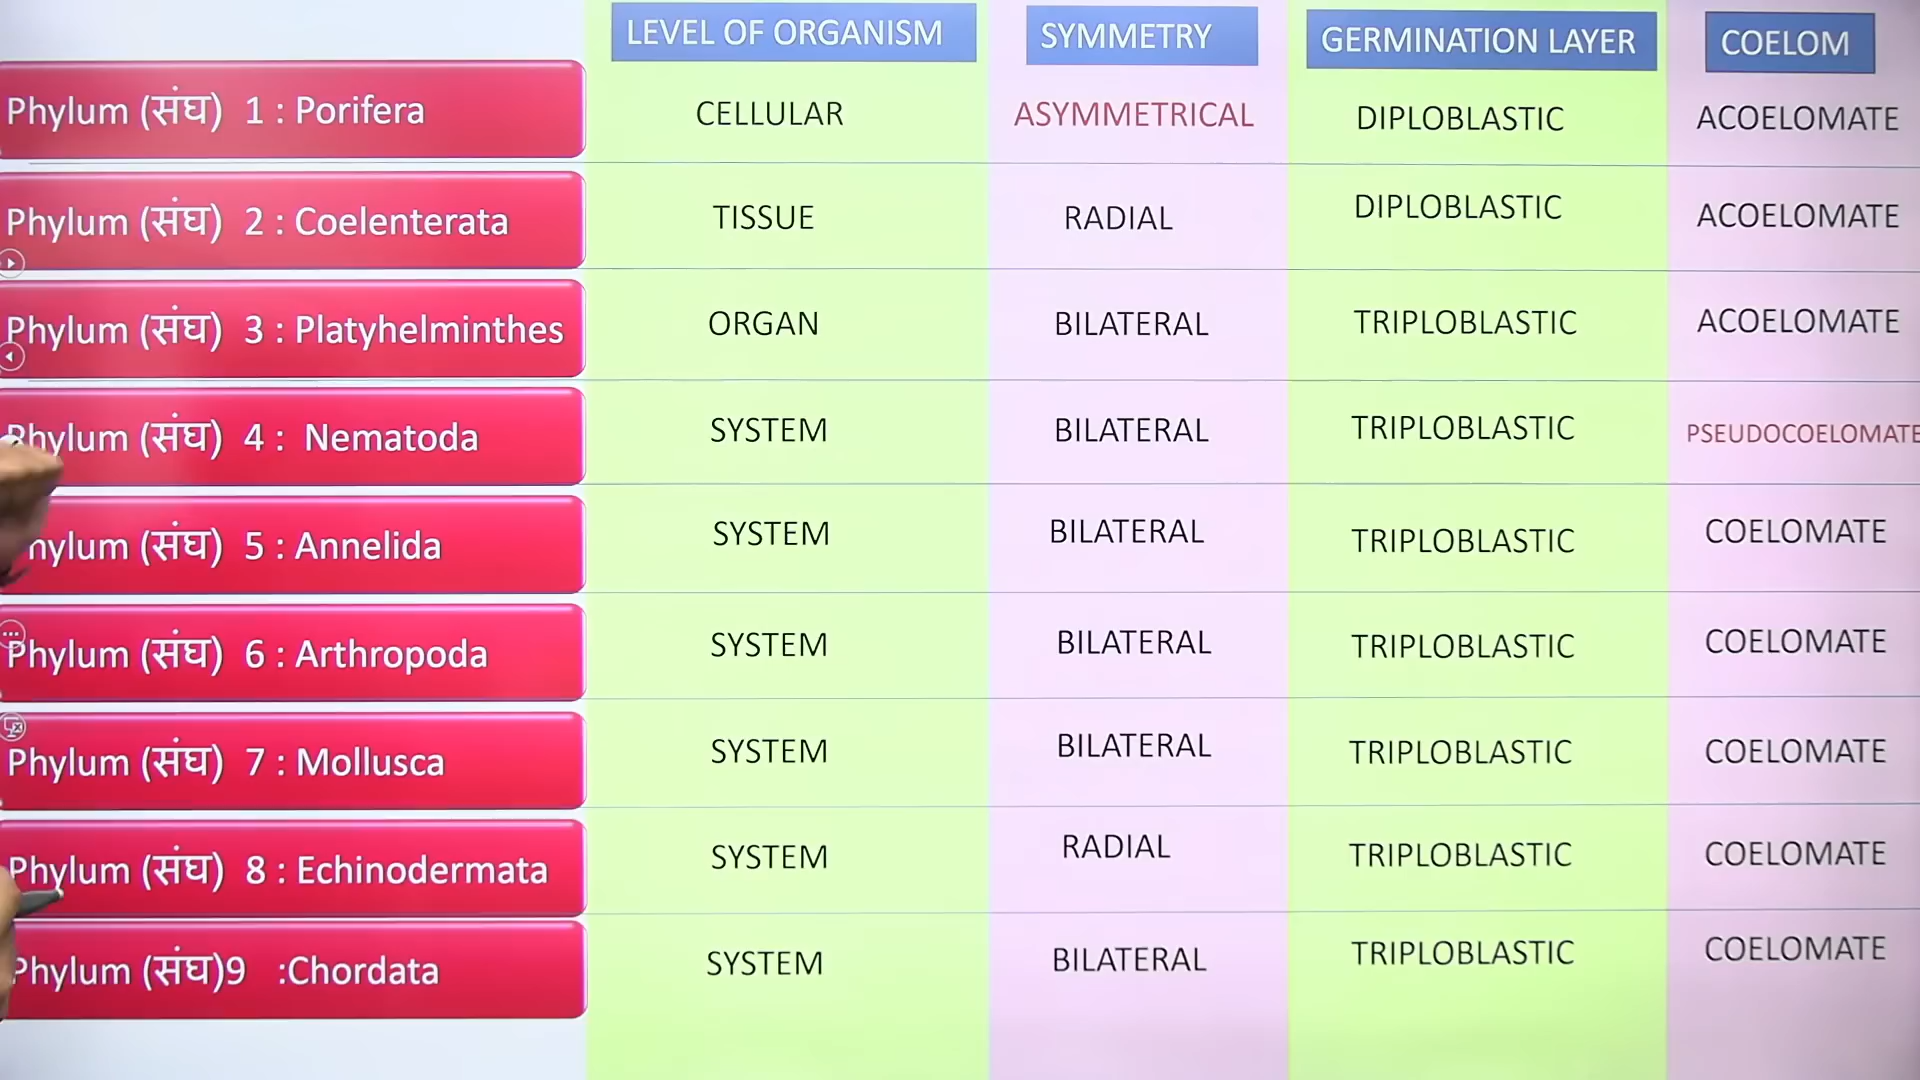 LEVEL OF ORGANISM SYMMETRY GERMINATION LAYER COELOM
Phylum (संघ) 1 : Porifera CELLULAR ASYMMETRICAL DIPLOBLASTIC ACOELOMATE
Phylum (संघ) 2 : Coelenterata TISSUE RADIAL DIPLOBLASTIC ACOELOMATE
Phylum (संघ) 3 : Platyhelminthes ORGAN BILATERAL TRIPLOBLASTIC ACOELOMATE
Phylum (संघ) 4 : Nematoda SYSTEM BILATERAL TRIPLOBLASTIC PSEUDOCOELOMATE
Phylum (संघ) 5 : Annelida SYSTEM BILATERAL TRIPLOBLASTIC COELOMATE
Phylum (संघ) 6 : Arthropoda SYSTEM BILATERAL TRIPLOBLASTIC COELOMATE
Phylum (संघ) 7 : Mollusca SYSTEM BILATERAL TRIPLOBLASTIC COELOMATE
Phylum (संघ) 8 : Echinodermata SYSTEM RADIAL TRIPLOBLASTIC COELOMATE
Phylum (संघ)9 :Chordata SYSTEM BILATERAL TRIPLOBLASTIC COELOMATE